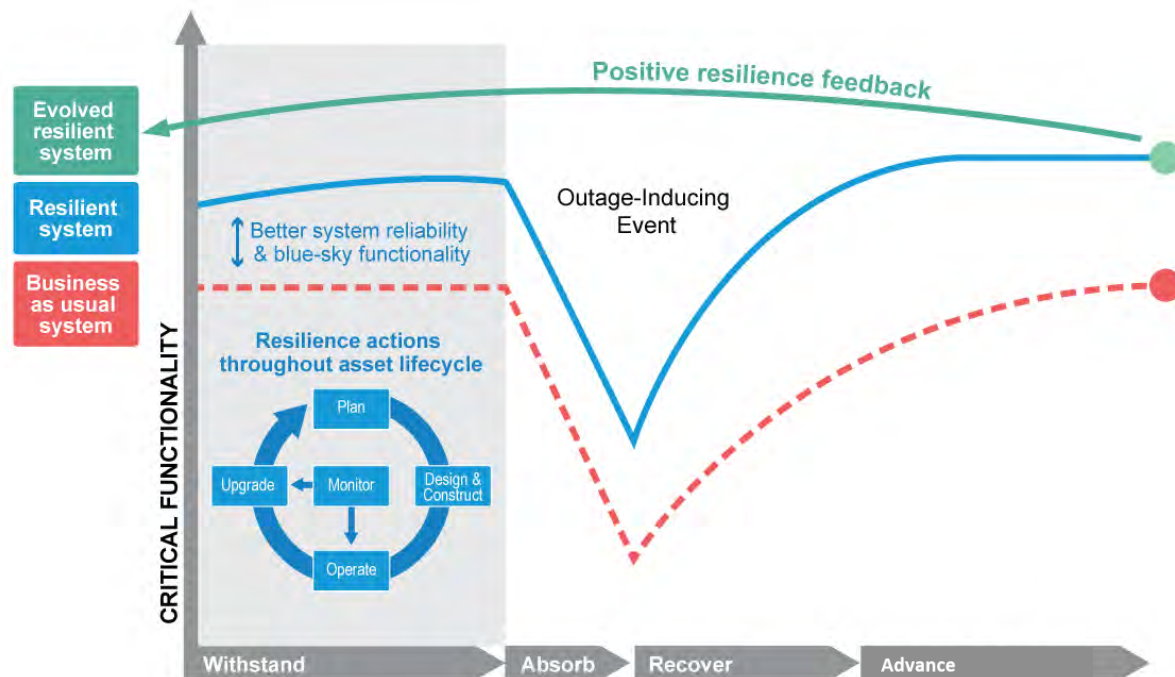 Positive resilience feedback
Evolved
resilient
system
Resilient
system
Business
as usual
system
CRITICAL FUNCTIONALITY
Better system reliability
& blue-sky functionality
Outage-Inducing
Event
Resilience actions
throughout asset lifecycle
Plan
Upgrade
Monitor
Design &
Construct
Operate
Withstand
Absorb
Recover
Advance